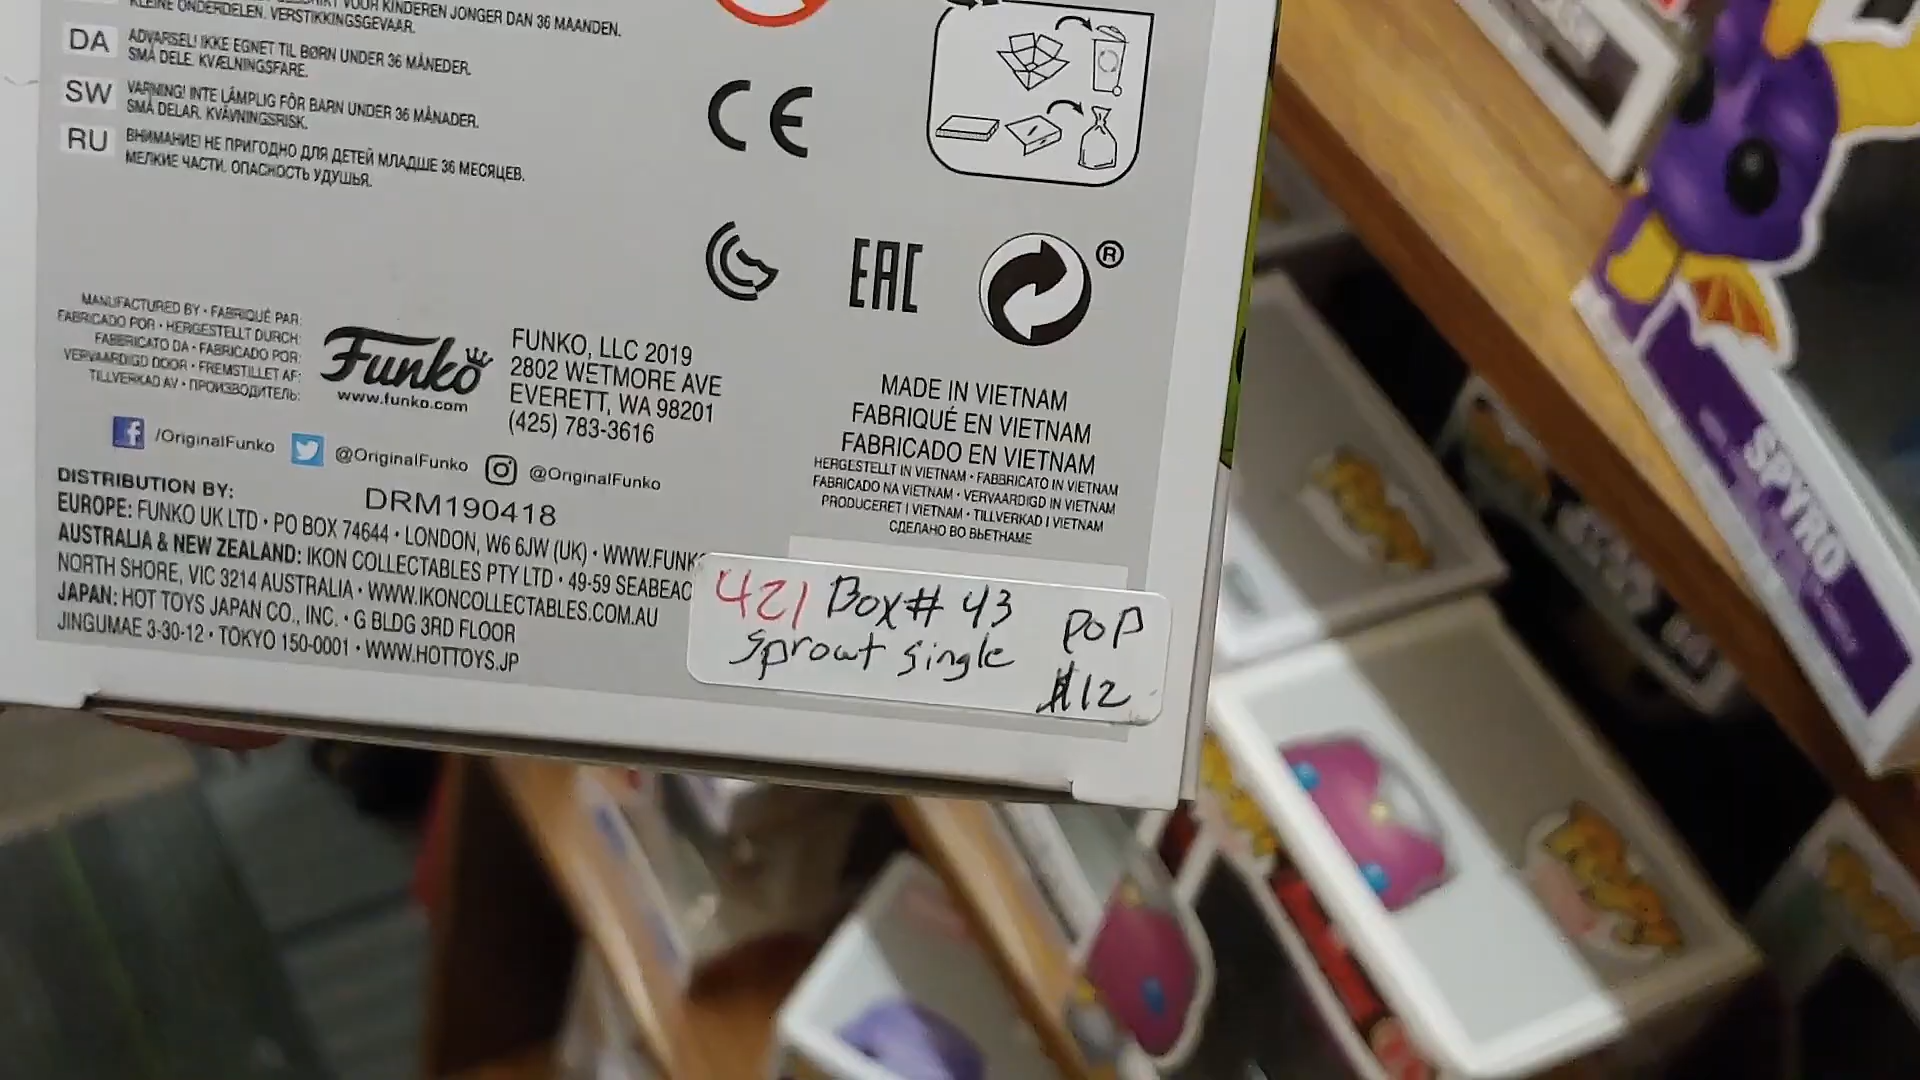 KLEINE ONDERDELEN. VERSTIKKINGSGEVAAR.
DA ADVARSEL! IKKE EGNET TIL BØRN UNDER 36 MÅNEDER.
SMÅ DELE. KVÆLNINGSFARE.
SW VARNING! INTE LÄMPLIG FÖR BARN UNDER 36 MÅNADER.
SMÅ DELAR. KVÄVNINGSRISK.
RU ВНИМАНИЕ! НЕ ПРИГОДНО ДЛЯ ДЕТЕЙ МЛАДШЕ 36 МЕСЯЦЕВ.
МЕЛКИЕ ЧАСТИ. ОПАСНОСТЬ УДУШЬЯ.
CE
EAC
®
MANUFACTURED BY • FABRIQUÉ PAR:
FABRICADO POR • HERGESTELLT DURCH:
FABBRICATO DA • FABRICADO POR:
VERVAARDIGD DOOR • FREMSTILLET AF:
TILLVERKAD AV • ПРОИЗВОДИТЕЛЬ:
Funko
www.funko.com
FUNKO, LLC 2019
2802 WETMORE AVE
EVERETT, WA 98201
(425) 783-3616
MADE IN VIETNAM
FABRIQUÉ EN VIETNAM
FABRICADO EN VIETNAM
HERGESTELLT IN VIETNAM • FABBRICATO IN VIETNAM
FABRICADO NA VIETNAM • VERVAARDIGD IN VIETNAM
PRODUCERET I VIETNAM • TILLVERKAD I VIETNAM
СДЕЛАНО ВО ВЬЕТНАМЕ
/OriginalFunko @OriginalFunko @OriginalFunko
DISTRIBUTION BY:
DRM190418
EUROPE: FUNKO UK LTD • PO BOX 74644 • LONDON, W6 6JW (UK) • WWW.FUNK
AUSTRALIA & NEW ZEALAND: IKON COLLECTABLES PTY LTD • 49-59 SEABEAC
NORTH SHORE, VIC 3214 AUSTRALIA • WWW.IKONCOLLECTABLES.COM.AU
JAPAN: HOT TOYS JAPAN CO., INC. • G BLDG 3RD FLOOR
JINGUMAE 3-30-12 • TOKYO 150-0001 • WWW.HOTTOYS.JP
421 Box# 43 POP
Sprout single
$12
SPYRO